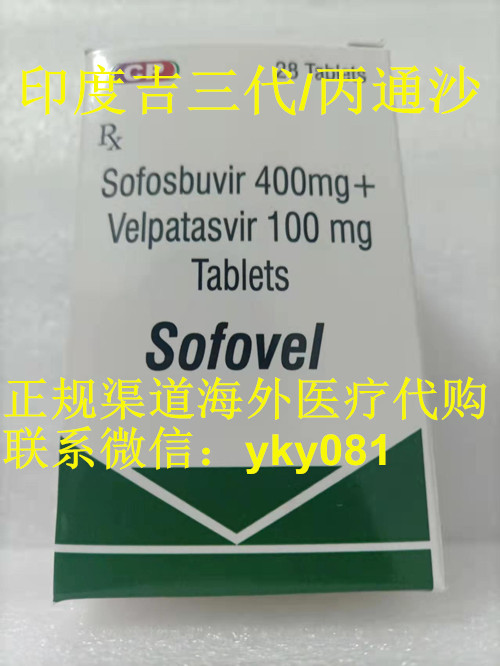 28 Tablets
印度吉三代/丙通沙
Rx
Sofosbuvir 400mg+
Velpatasvir 100 mg
Tablets
Sofovel
正规渠道海外医疗代购
联系微信：yky081